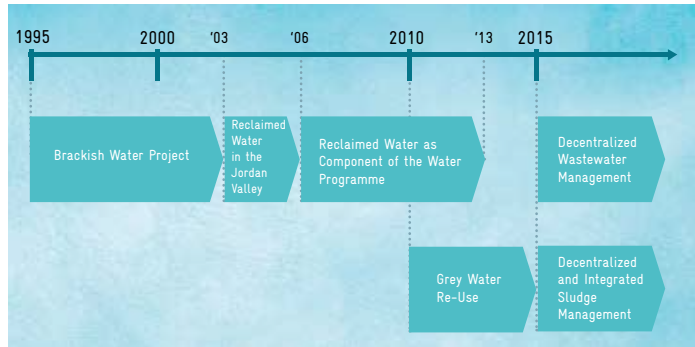 1995 2000 '03 '06 2010 '13 2015
Brackish Water Project
Reclaimed
Water
in the
Jordan
Valley
Reclaimed Water as
Component of the Water
Programme
Decentralized
Wastewater
Management
Grey Water
Re-Use
Decentralized
and Integrated
Sludge
Management